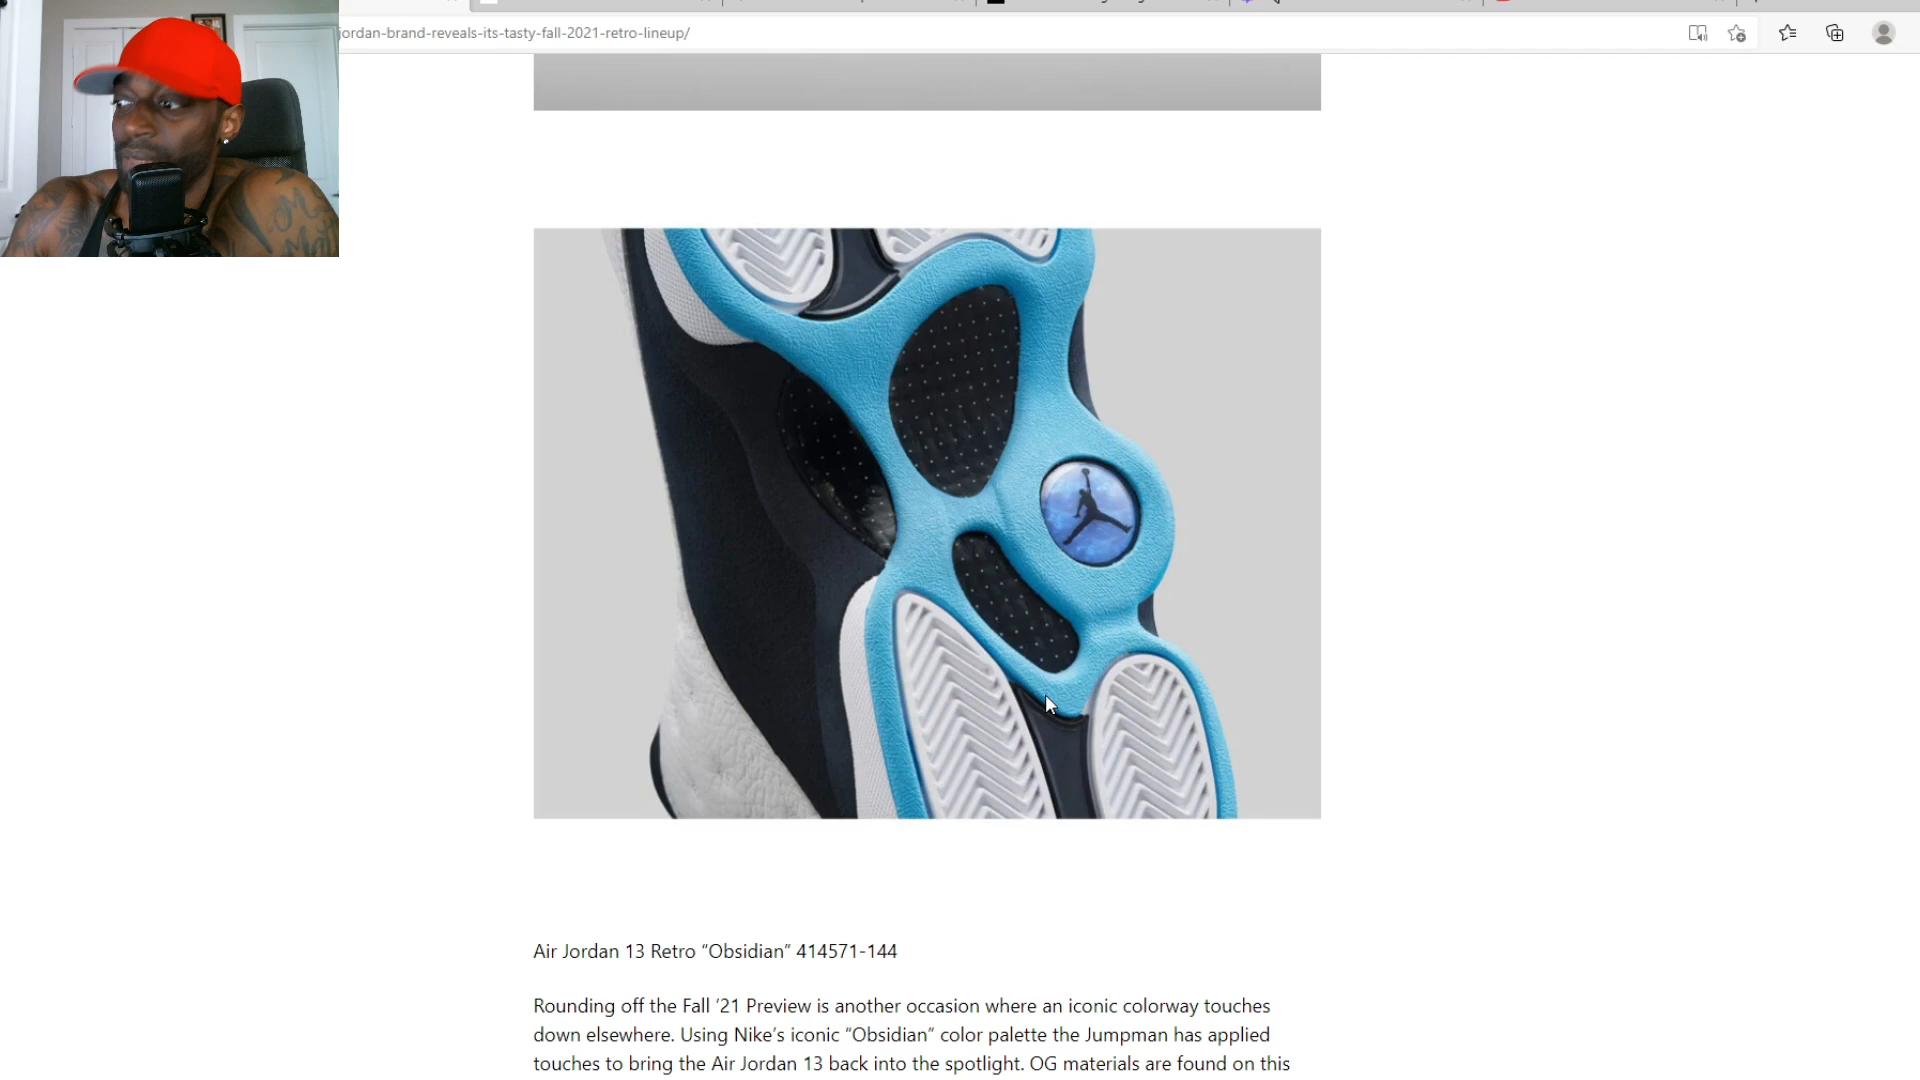 jordan-brand-reveals-its-tasty-fall-2021-retro-lineup/
Air Jordan 13 Retro “Obsidian” 414571-144
Rounding off the Fall ’21 Preview is another occasion where an iconic colorway touches
down elsewhere. Using Nike’s iconic “Obsidian” color palette the Jumpman has applied
touches to bring the Air Jordan 13 back into the spotlight. OG materials are found on this